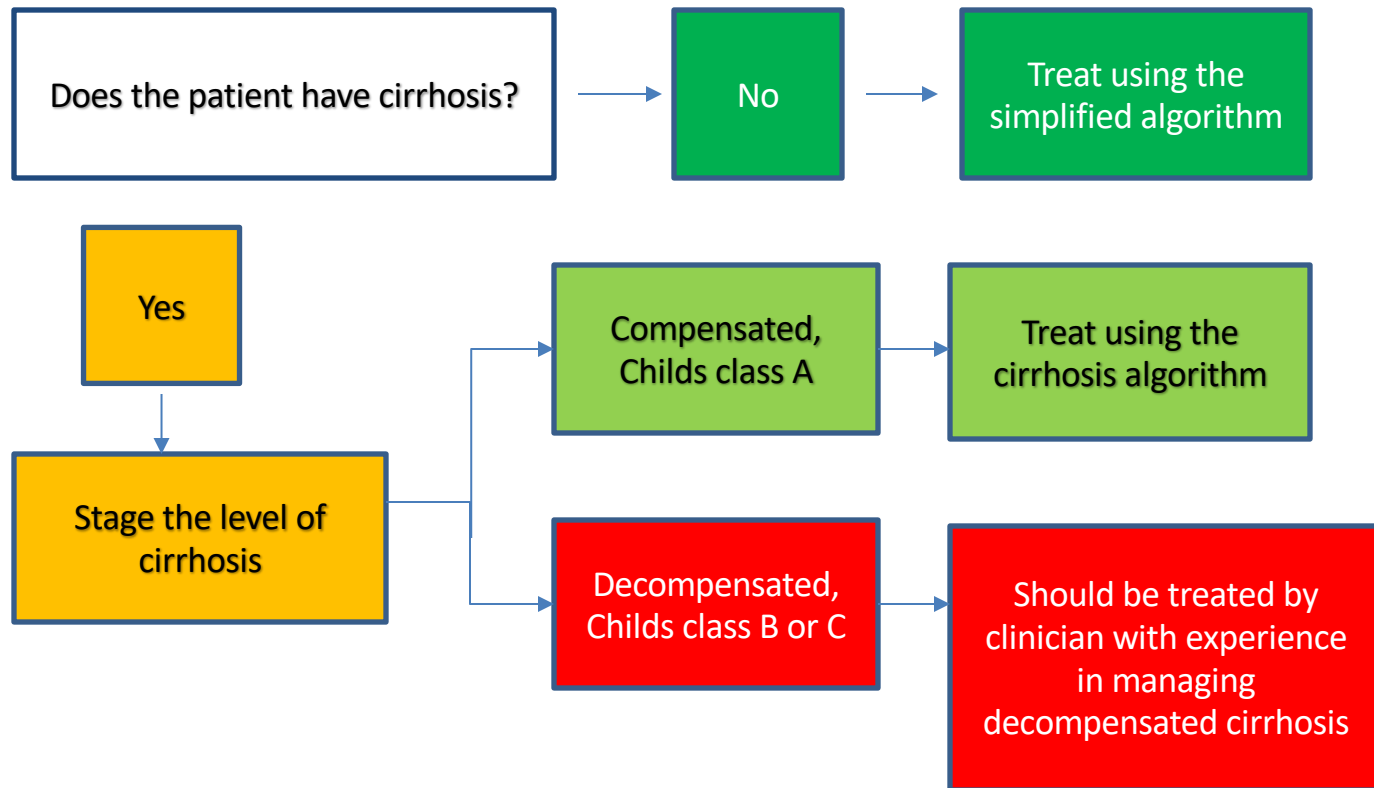 Does the patient have cirrhosis?
No
Treat using the
simplified algorithm
Yes
Stage the level of
cirrhosis
Compensated,
Childs class A
Treat using the
cirrhosis algorithm
Decompensated,
Childs class B or C
Should be treated by
clinician with experience
in managing
decompensated cirrhosis